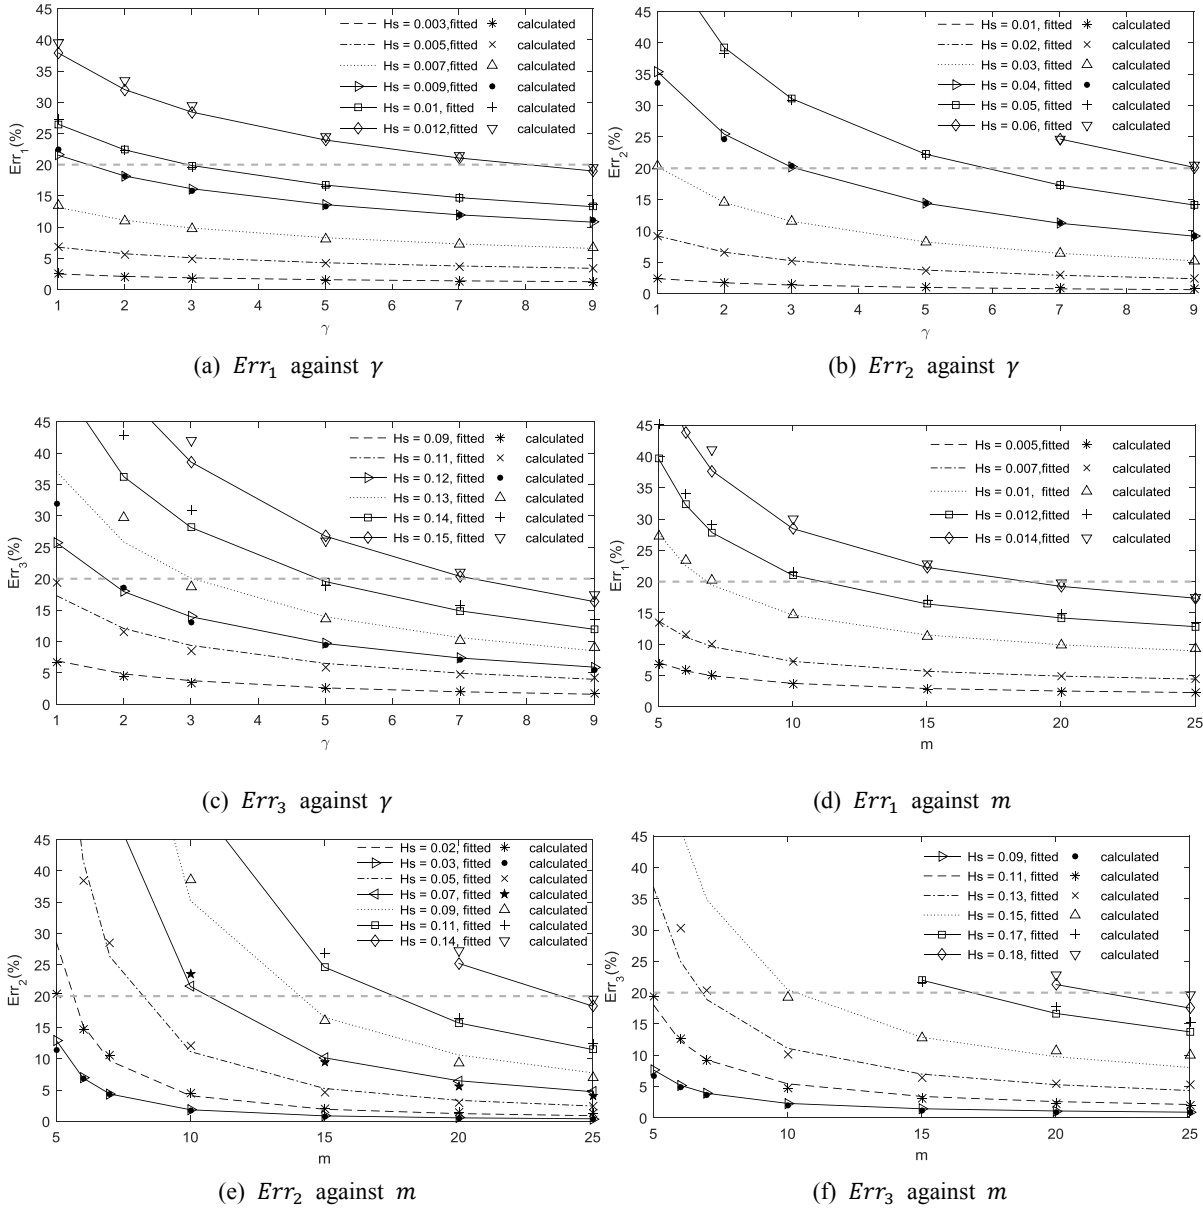 45
40
35
30
25
20
15
10
5
0
Err1(%)
Hs = 0.003,fitted calculated
Hs = 0.005,fitted calculated
Hs = 0.007,fitted calculated
Hs = 0.009,fitted calculated
Hs = 0.01, fitted calculated
Hs = 0.012,fitted calculated
1 2 3 4 5 6 7 8 9
γ
(a) Err1 against γ
45
40
35
30
25
20
15
10
5
0
Err2(%)
Hs = 0.01, fitted calculated
Hs = 0.02, fitted calculated
Hs = 0.03, fitted calculated
Hs = 0.04, fitted calculated
Hs = 0.05, fitted calculated
Hs = 0.06, fitted calculated
1 2 3 4 5 6 7 8 9
γ
(b) Err2 against γ
45
40
35
30
25
20
15
10
5
0
Err3(%)
Hs = 0.09, fitted calculated
Hs = 0.11, fitted calculated
Hs = 0.12, fitted calculated
Hs = 0.13, fitted calculated
Hs = 0.14, fitted calculated
Hs = 0.15, fitted calculated
1 2 3 4 5 6 7 8 9
γ
(c) Err3 against γ
45
40
35
30
25
20
15
10
5
0
Err1(%)
Hs = 0.005,fitted calculated
Hs = 0.007,fitted calculated
Hs = 0.01, fitted calculated
Hs = 0.012,fitted calculated
Hs = 0.014,fitted calculated
5 10 15 20 25
m
(d) Err1 against m
45
40
35
30
25
20
15
10
5
0
Err2(%)
Hs = 0.02, fitted calculated
Hs = 0.03, fitted calculated
Hs = 0.05, fitted calculated
Hs = 0.07, fitted calculated
Hs = 0.09, fitted calculated
Hs = 0.11, fitted calculated
Hs = 0.14, fitted calculated
5 10 15 20 25
m
(e) Err2 against m
45
40
35
30
25
20
15
10
5
0
Err3(%)
Hs = 0.09, fitted calculated
Hs = 0.11, fitted calculated
Hs = 0.13, fitted calculated
Hs = 0.15, fitted calculated
Hs = 0.17, fitted calculated
Hs = 0.18, fitted calculated
5 10 15 20 25
m
(f) Err3 against m